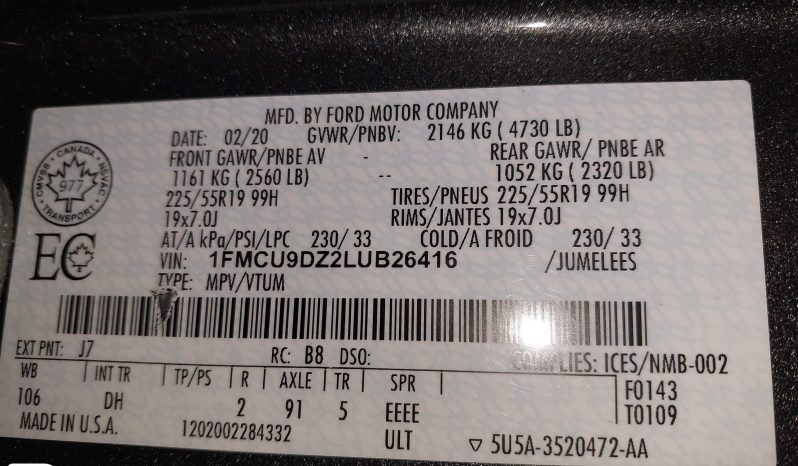 MFD. BY FORD MOTOR COMPANY
DATE: 02/20 GVWR/PNBV: 2146 KG ( 4730 LB)
FRONT GAWR/PNBE AV - REAR GAWR/ PNBE AR
1161 KG ( 2560 LB) -- 1052 KG ( 2320 LB)
225/55R19 99H TIRES/PNEUS 225/55R19 99H
19x7.0J RIMS/JANTES 19x7.0J
AT/A kPa/PSI/LPC 230/ 33 COLD/A FROID 230/ 33
VIN: 1FMCU9DZ2LUB26416 /JUMELEES
TYPE: MPV/VTUM
CANADA
CMVSS NSVAC
977
TRANSPORT
EC
EXT PNT: J7 RC: B8 DSO: COMPLIES: ICES/NMB-002
WB INT TR TP/PS R AXLE TR SPR F0143
106 DH 2 91 5 EEEE T0109
MADE IN U.S.A. 1202002284332 ULT ▽ 5U5A-3520472-AA